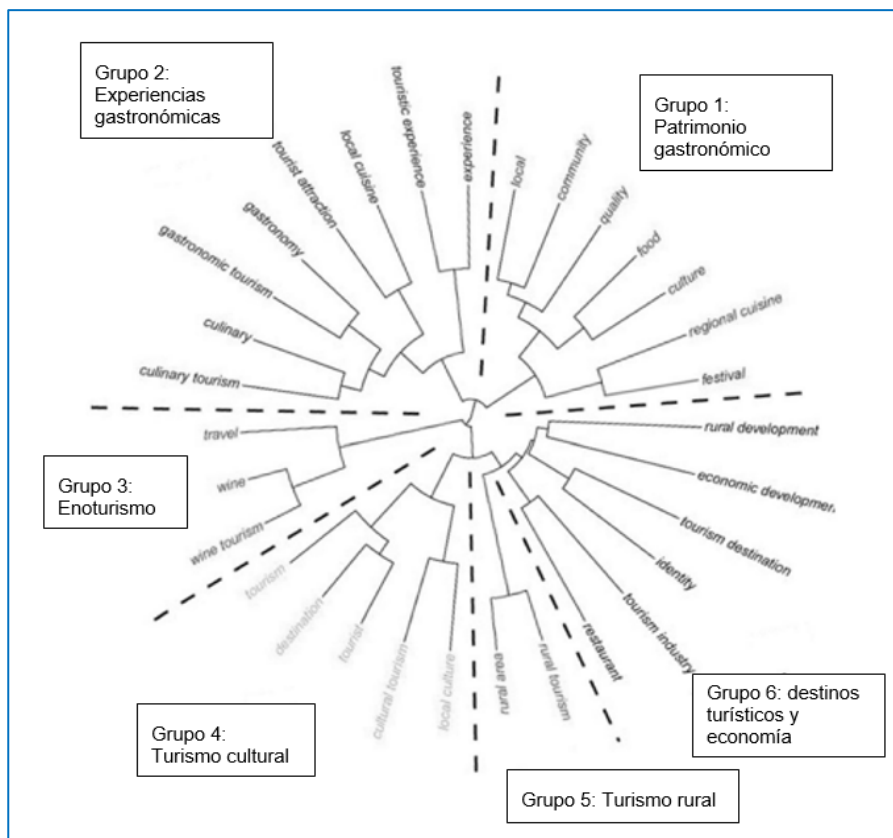 Grupo 2:
Experiencias
gastronómicas
Grupo 1:
Patrimonio
gastronómico
touristic experience
experience
local cuisine
tourist attraction
gastronomy
gastronomic tourism
culinary
culinary tourism
local
community
quality
food
culture
regional cuisine
festival
travel
wine
wine tourism
Grupo 3:
Enoturismo
rural development
economic development
tourism destination
identity
tourism industry
restaurant
tourism
destination
tourist
cultural tourism
local culture
rural area
rural tourism
Grupo 4:
Turismo cultural
Grupo 6: destinos
turísticos y
economía
Grupo 5: Turismo rural